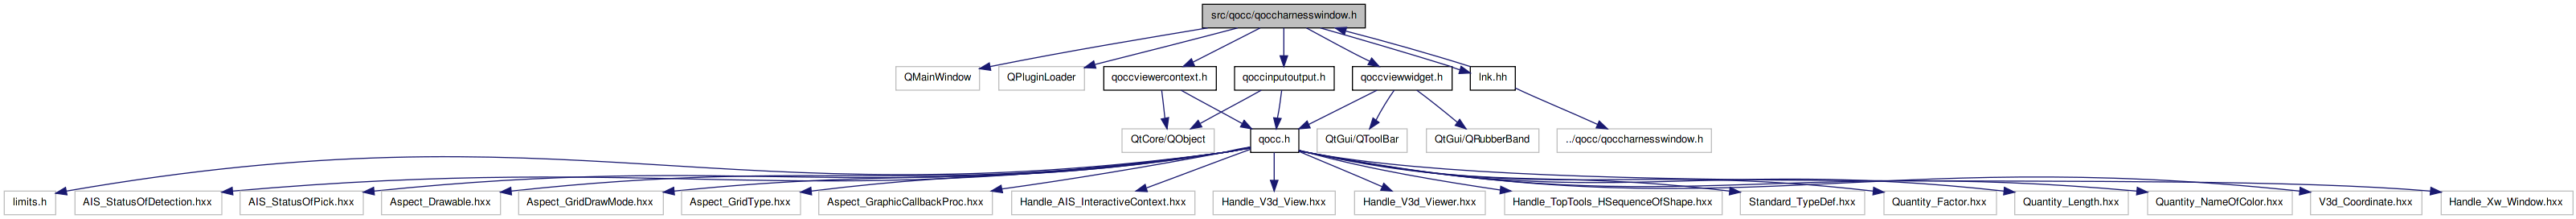 src/qocc/qoccharnesswindow.h
QMainWindow
QPluginLoader
qoccviewercontext.h
qoccinputoutput.h
qoccviewwidget.h
lnk.hh
QtCore/QObject
qocc.h
QtGui/QToolBar
QtGui/QRubberBand
../qocc/qoccharnesswindow.h
limits.h
AIS_StatusOfDetection.hxx
AIS_StatusOfPick.hxx
Aspect_Drawable.hxx
Aspect_GridDrawMode.hxx
Aspect_GridType.hxx
Aspect_GraphicCallbackProc.hxx
Handle_AIS_InteractiveContext.hxx
Handle_V3d_View.hxx
Handle_V3d_Viewer.hxx
Handle_TopTools_HSequenceOfShape.hxx
Standard_TypeDef.hxx
Quantity_Factor.hxx
Quantity_Length.hxx
Quantity_NameOfColor.hxx
V3d_Coordinate.hxx
Handle_Xw_Window.hxx